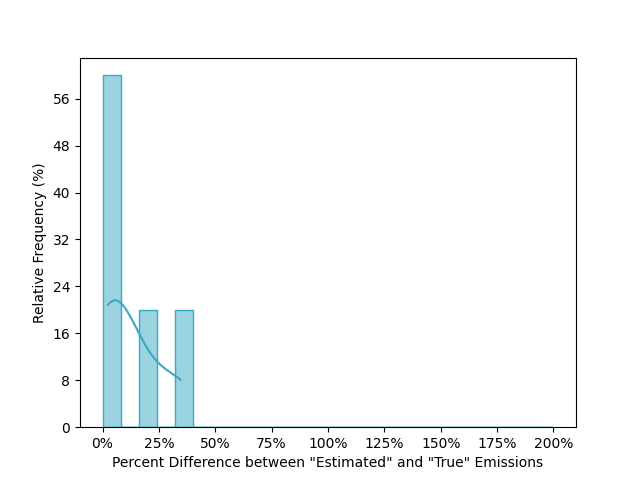 56
48
40
32
24
16
8
0
Relative Frequency (%)
0% 25% 50% 75% 100% 125% 150% 175% 200%
Percent Difference between "Estimated" and "True" Emissions